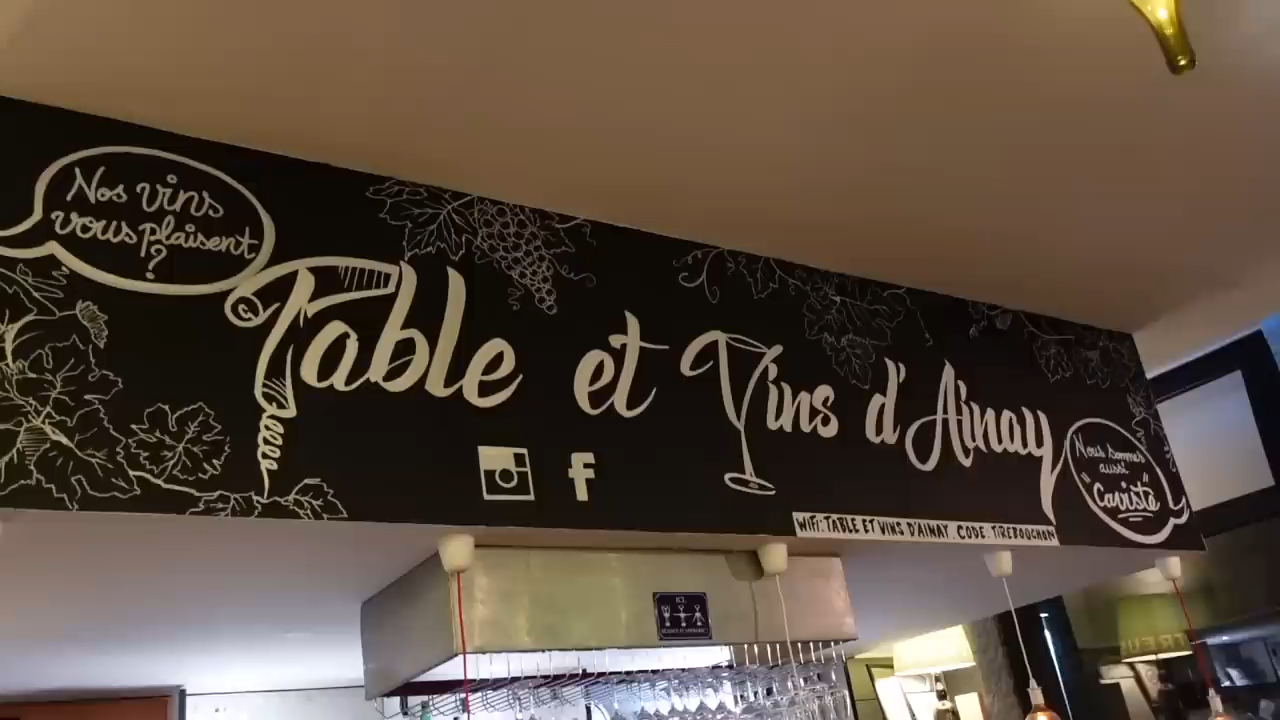 Nos vins
vous plaisent
?
Table et Vins d'Ainay
Nous sommes
aussi
"Caviste"
WIFI: TABLE ET VINS D'AINAY . CODE: TIREBOUCHON
ICI,